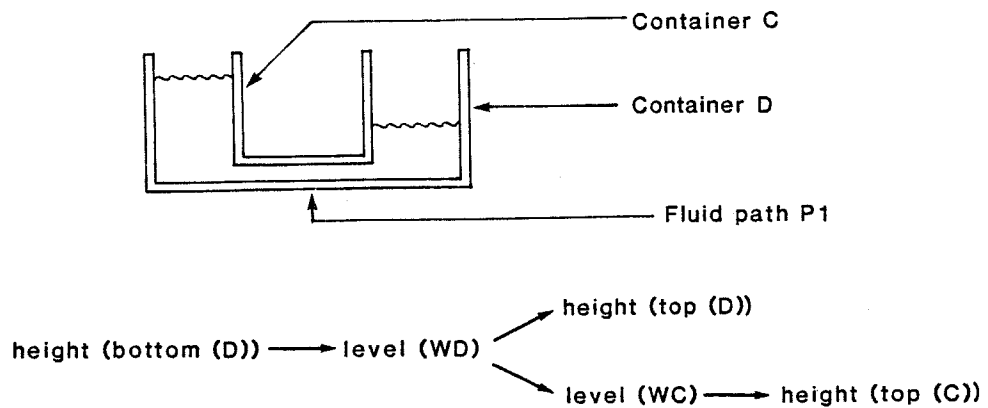 Container C
Container D
Fluid path P1
height (top (D))
height (bottom (D)) level (WD)
level (WC) height (top (C))